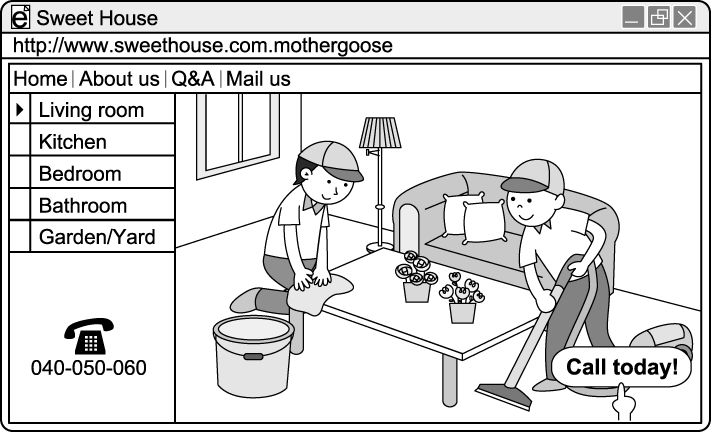 Sweet House
http://www.sweethouse.com.mothergoose
Home | About us | Q&A | Mail us
Living room
Kitchen
Bedroom
Bathroom
Garden/Yard
040-050-060
Call today!